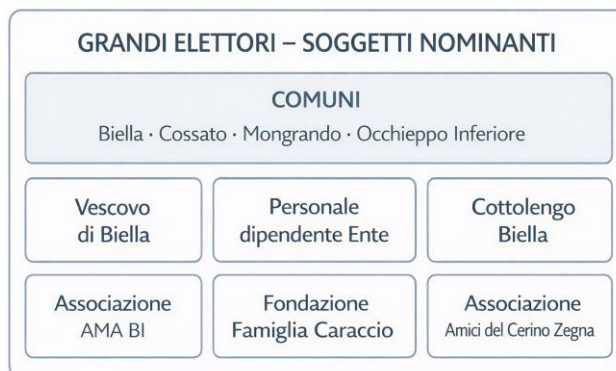 GRANDI ELETTORI – SOGGETTI NOMINANTI
COMUNI
Biella · Cossato · Mongrando · Occhieppo Inferiore
Vescovo
di Biella
Personale
dipendente Ente
Cottolengo
Biella
Associazione
AMA BI
Fondazione
Famiglia Caraccio
Associazione
Amici del Cerino Zegna